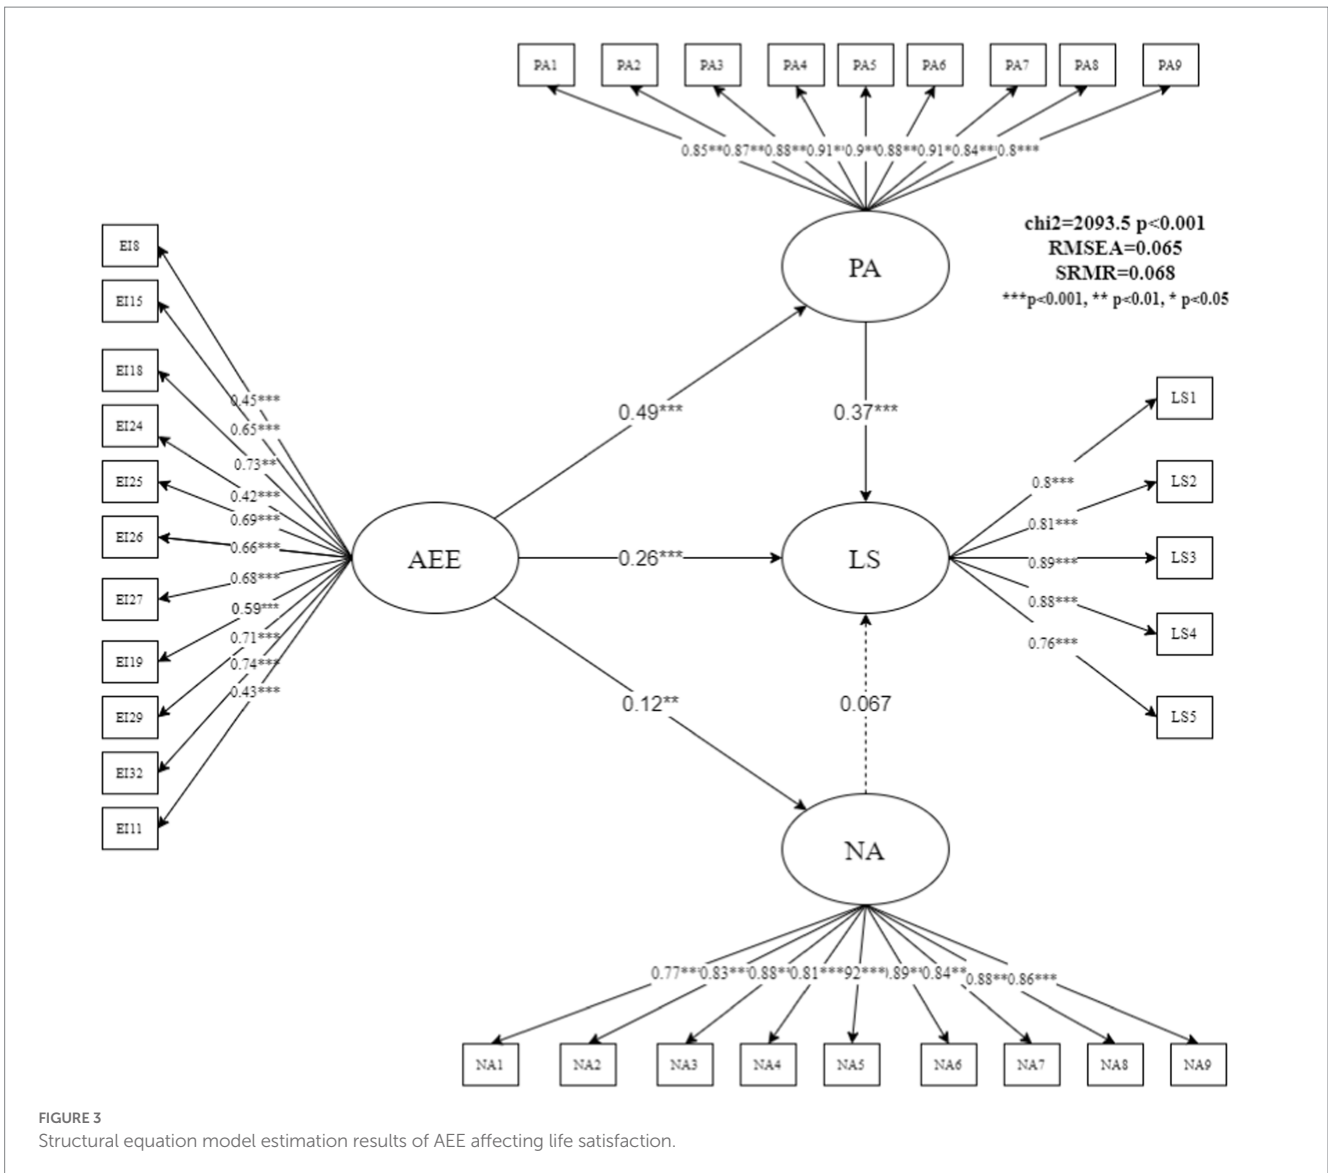 PA1 PA2 PA3 PA4 PA5 PA6 PA7 PA8 PA9
0.85** 0.87** 0.88** 0.91* 0.9** 0.88** 0.91* 0.84** 0.8***
PA
chi2=2093.5 p<0.001
RMSEA=0.065
SRMR=0.068
***p<0.001, ** p<0.01, * p<0.05
EI8
EI15
EI18
EI24
EI25
EI26
EI27
EI19
EI29
EI32
EI11
0.45***
0.65***
0.73**
0.42***
0.69***
0.66***
0.68***
0.59***
0.71***
0.74***
0.43***
AEE
0.49***
0.37***
0.26***
LS
0.12**
0.067
0.8***
0.81***
0.89***
0.88***
0.76***
LS1
LS2
LS3
LS4
LS5
NA
0.77** 0.83** 0.88** 0.81*** 92*** .89** 0.84** 0.88** 0.86***
NA1 NA2 NA3 NA4 NA5 NA6 NA7 NA8 NA9
FIGURE 3
Structural equation model estimation results of AEE affecting life satisfaction.